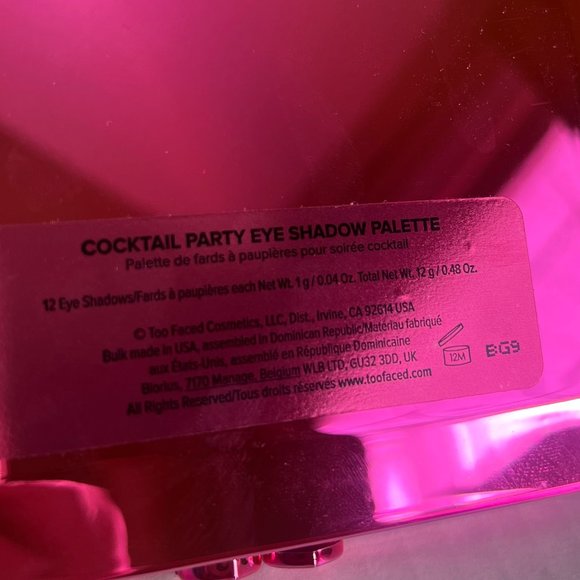 COCKTAIL PARTY EYE SHADOW PALETTE
Palette de fards à paupières pour soirée cocktail
12 Eye Shadows/Fards à paupières each Net Wt. 1 g / 0.04 Oz. Total Net Wt. 12 g / 0.48 Oz.
© Too Faced Cosmetics, LLC, Dist., Irvine, CA 92614 USA
Bulk made in USA, assembled in Dominican Republic/Matériau fabriqué
aux États-Unis, assemblé en République Dominicaine
Biorius, 7170 Manage, Belgium WLB LTD, GU32 3DD, UK
All Rights Reserved/Tous droits réservés www.toofaced.com
12M
BG9